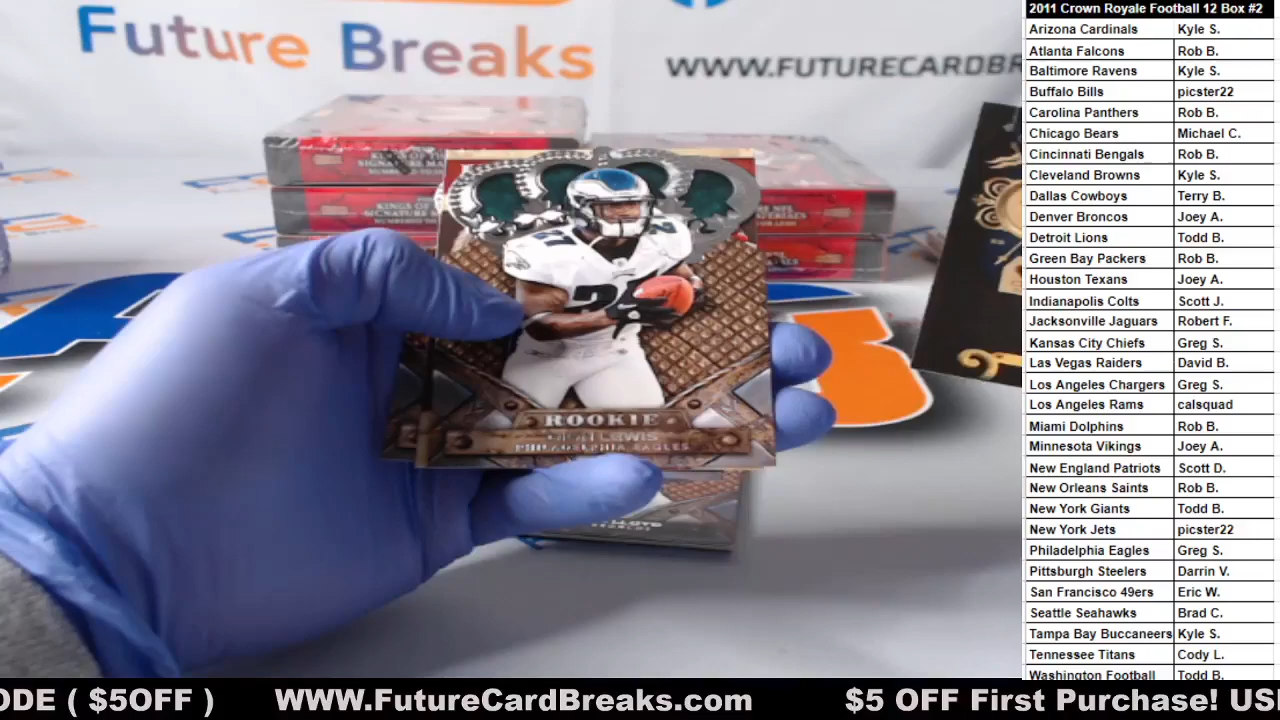 Future Breaks
WWW.FUTURECARDBR
ROOKIE
LEWIS
PHILADELPHIA EAGLES
LLOYD
2011 Crown Royale Football 12 Box #2
Arizona Cardinals Kyle S.
Atlanta Falcons Rob B.
Baltimore Ravens Kyle S.
Buffalo Bills picster22
Carolina Panthers Rob B.
Chicago Bears Michael C.
Cincinnati Bengals Rob B.
Cleveland Browns Kyle S.
Dallas Cowboys Terry B.
Denver Broncos Joey A.
Detroit Lions Todd B.
Green Bay Packers Rob B.
Houston Texans Joey A.
Indianapolis Colts Scott J.
Jacksonville Jaguars Robert F.
Kansas City Chiefs Greg S.
Las Vegas Raiders David B.
Los Angeles Chargers Greg S.
Los Angeles Rams calsquad
Miami Dolphins Rob B.
Minnesota Vikings Joey A.
New England Patriots Scott D.
New Orleans Saints Rob B.
New York Giants Todd B.
New York Jets picster22
Philadelphia Eagles Greg S.
Pittsburgh Steelers Darrin V.
San Francisco 49ers Eric W.
Seattle Seahawks Brad C.
Tampa Bay Buccaneers Kyle S.
Tennessee Titans Cody L.
Washington Football Todd B.
ODE ( $5OFF ) WWW.FutureCardBreaks.com $5 OFF First Purchase! US